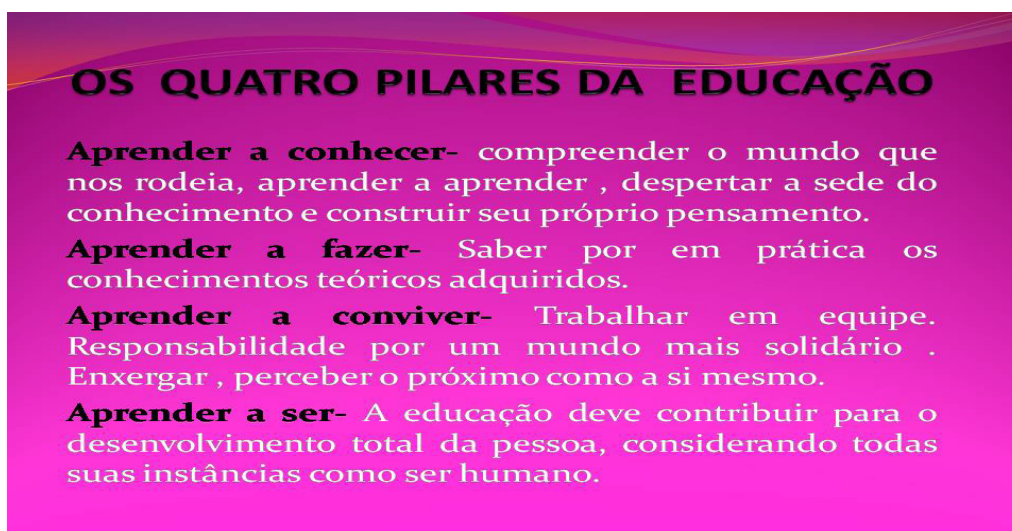 OS QUATRO PILARES DA EDUCAÇÃO
Aprender a conhecer- compreender o mundo que
nos rodeia, aprender a aprender , despertar a sede do
conhecimento e construir seu próprio pensamento.
Aprender a fazer- Saber por em prática os
conhecimentos teóricos adquiridos.
Aprender a conviver- Trabalhar em equipe.
Responsabilidade por um mundo mais solidário .
Enxergar , perceber o próximo como a si mesmo.
Aprender a ser- A educação deve contribuir para o
desenvolvimento total da pessoa, considerando todas
suas instâncias como ser humano.